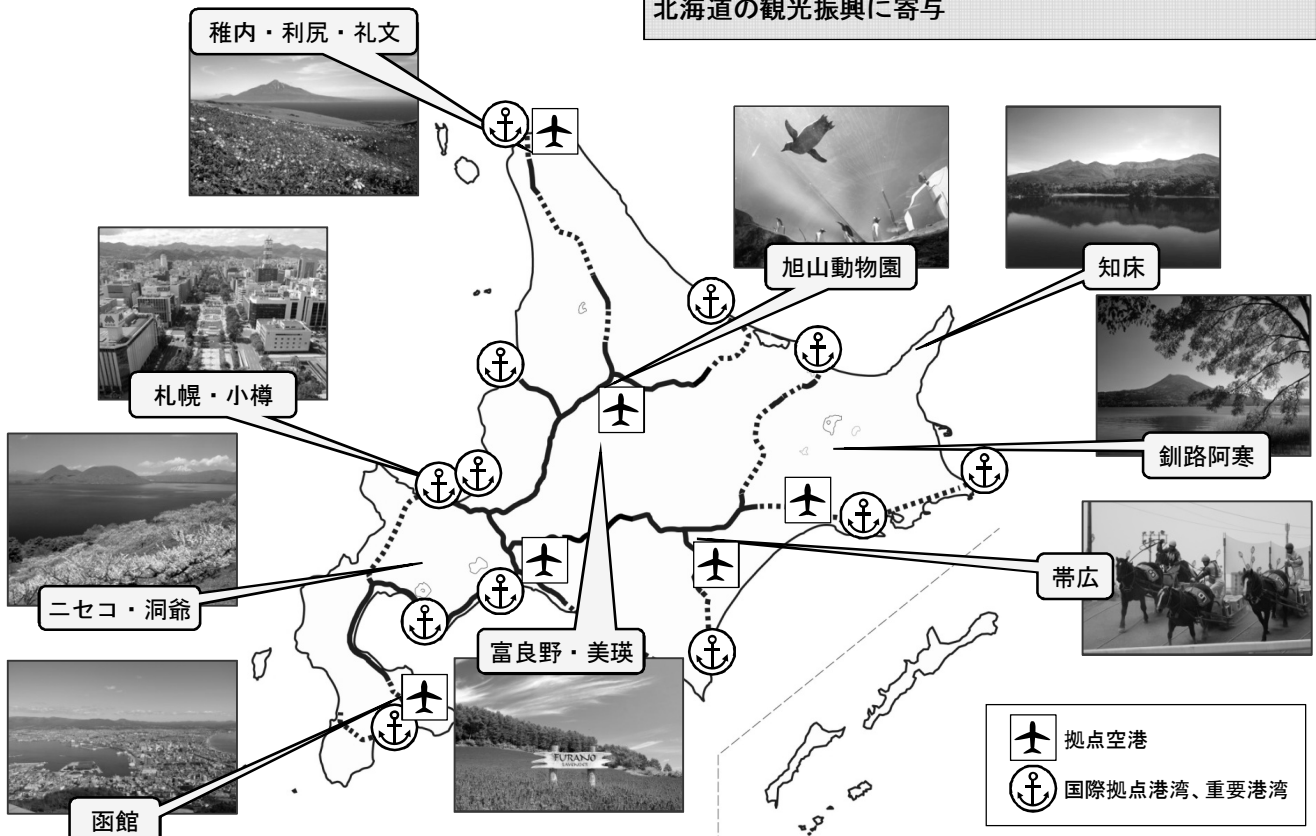 北海道の観光振興に寄与
稚内・利尻・礼文
旭山動物園
知床
札幌・小樽
釧路阿寒
帯広
ニセコ・洞爺
富良野・美瑛
FURANO
函館
拠点空港
国際拠点港湾、重要港湾